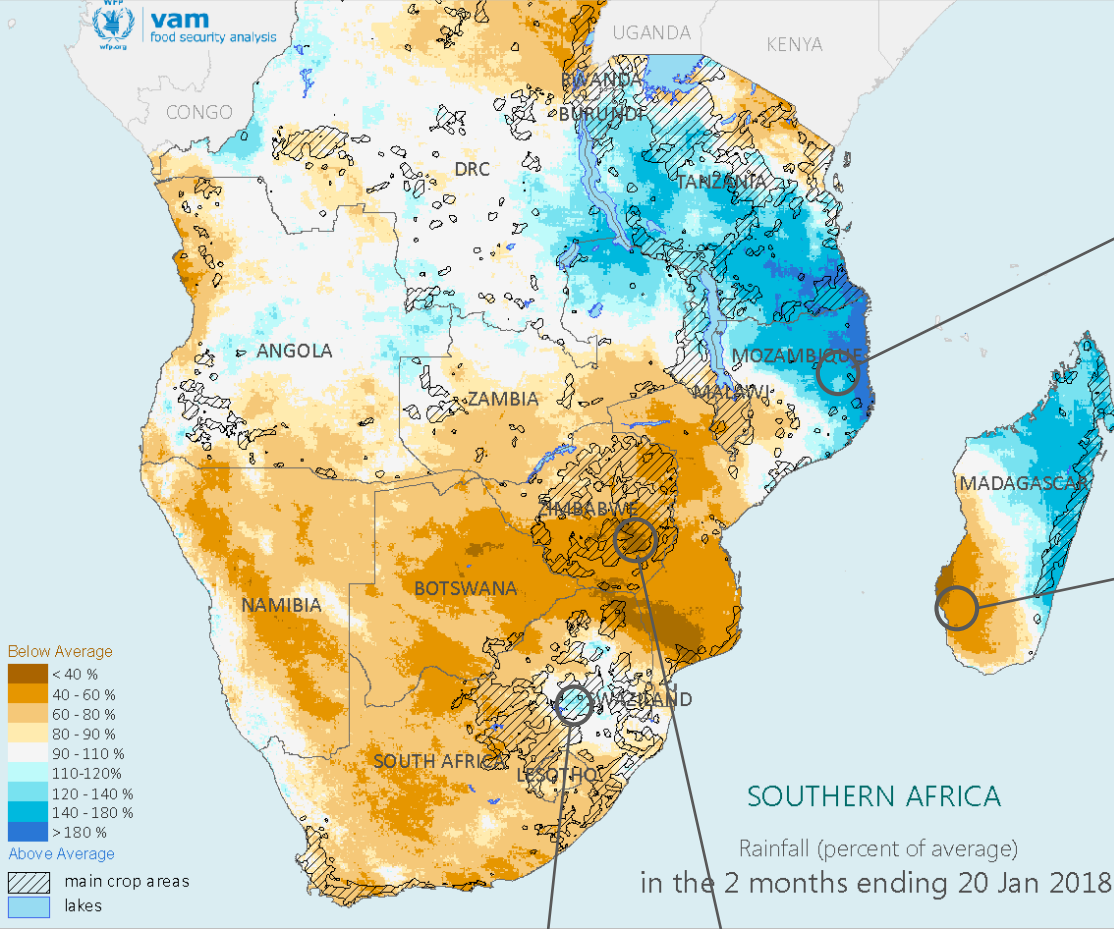 WFP
wfp.org
vam
food security analysis
UGANDA
KENYA
CONGO
RWANDA
BURUNDI
DRC
TANZANIA
ANGOLA
MOZAMBIQUE
ZAMBIA
MALAWI
MADAGASCAR
ZIMBABWE
BOTSWANA
NAMIBIA
SWAZILAND
SOUTH AFRICA
LESOTHO
Below Average
< 40 %
40 - 60 %
60 - 80 %
80 - 90 %
90 - 110 %
110-120%
120 - 140 %
140 - 180 %
>180 %
Above Average
main crop areas
lakes
SOUTHERN AFRICA
Rainfall (percent of average)
in the 2 months ending 20 Jan 2018